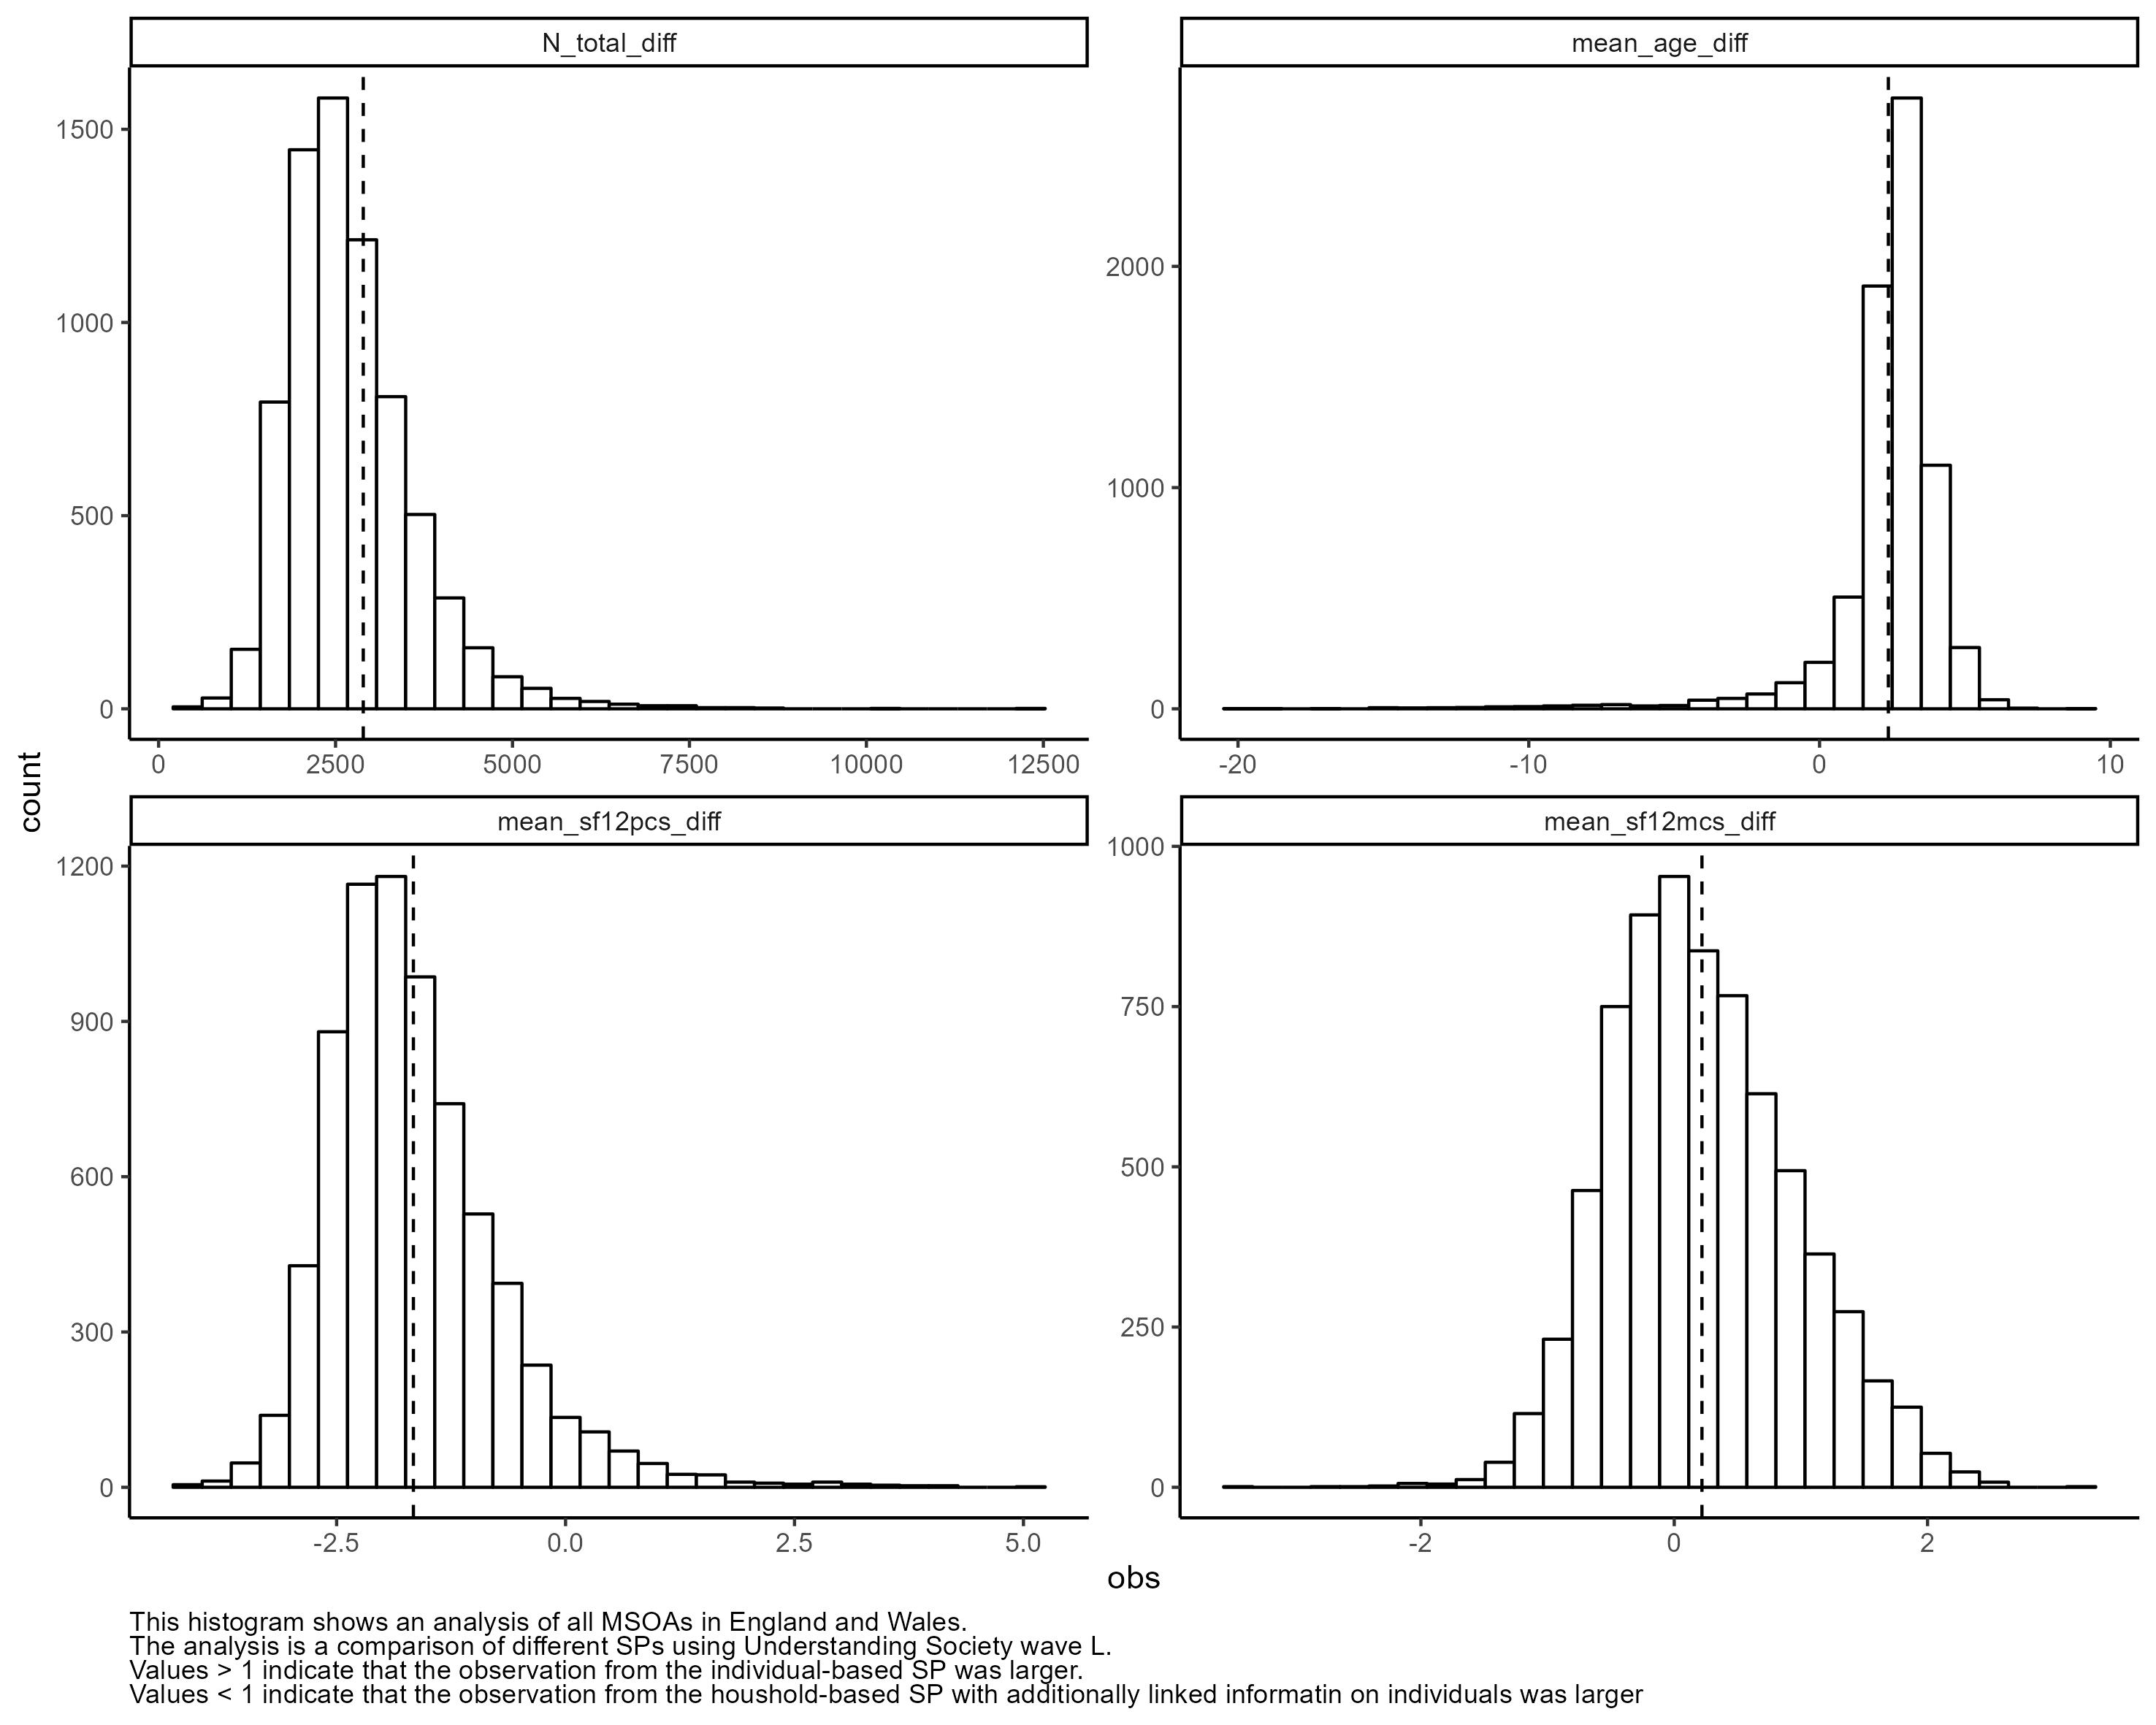 N_total_diff
mean_age_diff
1500
1000
500
0
2000
1000
0
0 2500 5000 7500 10000 12500
-20 -10 0 10
count
mean_sf12pcs_diff
mean_sf12mcs_diff
1200
900
600
300
0
1000
750
500
250
0
-2.5 0.0 2.5 5.0
-2 0 2
obs
This histogram shows an analysis of all MSOAs in England and Wales.
The analysis is a comparison of different SPs using Understanding Society wave L.
Values > 1 indicate that the observation from the individual-based SP was larger.
Values < 1 indicate that the observation from the houshold-based SP with additionally linked informatin on individuals was larger